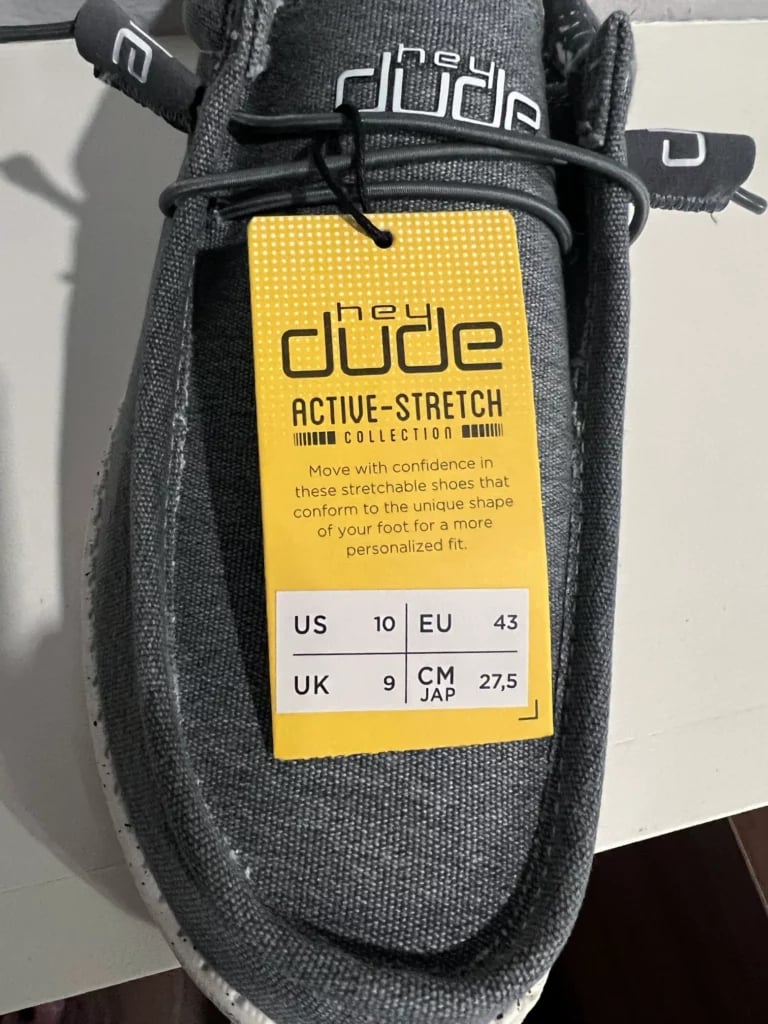 hey
dude
hey
dude
ACTIVE-STRETCH
COLLECTION
Move with confidence in
these stretchable shoes that
conform to the unique shape
of your foot for a more
personalized fit.
US 10 EU 43
UK 9 CM JAP 27,5